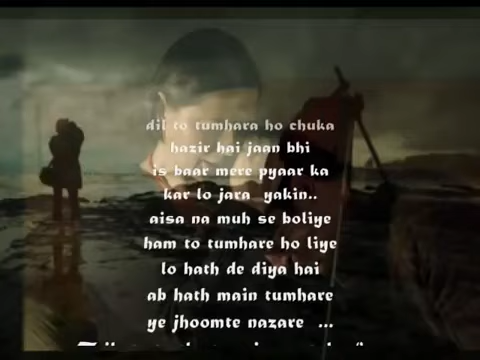 dil to tumhara ho chuka
hazir hai jaan bhi
is baar mere pyaar ka
kar lo jara yakin..
aisa na muh se boliye
ham to tumhare ho liye
lo hath de diya hai
ab hath main tumhare
ye jhoomte nazare ...